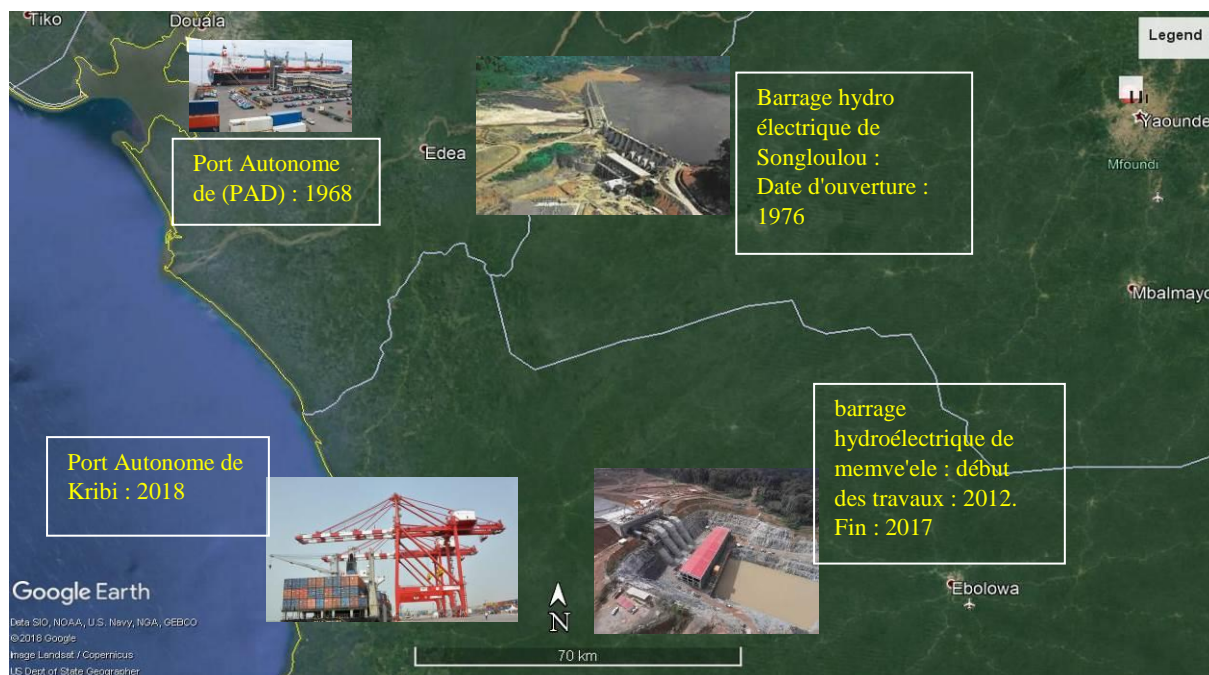 Tiko
Douala
Legend
Port Autonome
de (PAD) : 1968
Edea
Barrage hydro
électrique de
Songloulou :
Date d'ouverture :
1976
Yaounde
Mfoundi
Mbalmayo
Port Autonome de
Kribi : 2018
barrage
hydroélectrique de
memve'ele : début
des travaux : 2012.
Fin : 2017
Ebolowa
Google Earth
Data SIO, NOAA, U.S. Navy, NGA, GEBCO
©2018 Google
Image Landsat / Copernicus
US Dept of State Geographer
N
70 km